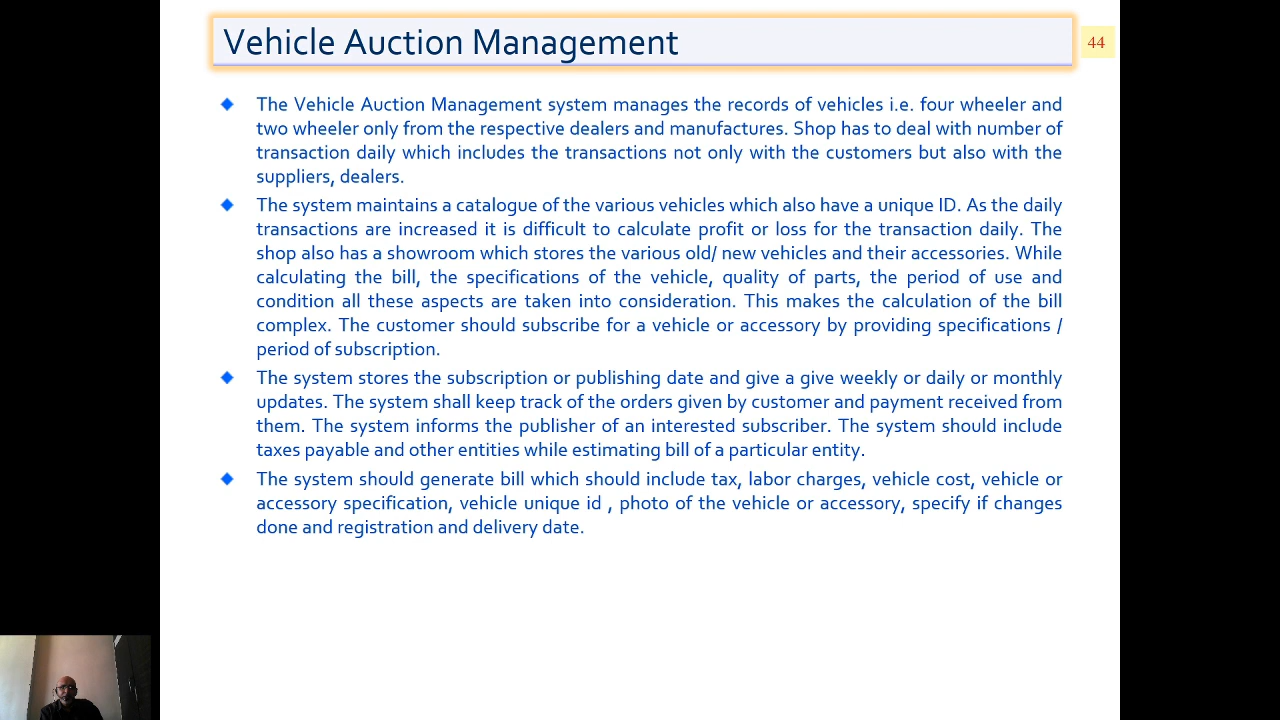 Vehicle Auction Management
44
The Vehicle Auction Management system manages the records of vehicles i.e. four wheeler and
two wheeler only from the respective dealers and manufactures. Shop has to deal with number of
transaction daily which includes the transactions not only with the customers but also with the
suppliers, dealers.
The system maintains a catalogue of the various vehicles which also have a unique ID. As the daily
transactions are increased it is difficult to calculate profit or loss for the transaction daily. The
shop also has a showroom which stores the various old/ new vehicles and their accessories. While
calculating the bill, the specifications of the vehicle, quality of parts, the period of use and
condition all these aspects are taken into consideration. This makes the calculation of the bill
complex. The customer should subscribe for a vehicle or accessory by providing specifications /
period of subscription.
The system stores the subscription or publishing date and give a give weekly or daily or monthly
updates. The system shall keep track of the orders given by customer and payment received from
them. The system informs the publisher of an interested subscriber. The system should include
taxes payable and other entities while estimating bill of a particular entity.
The system should generate bill which should include tax, labor charges, vehicle cost, vehicle or
accessory specification, vehicle unique id , photo of the vehicle or accessory, specify if changes
done and registration and delivery date.